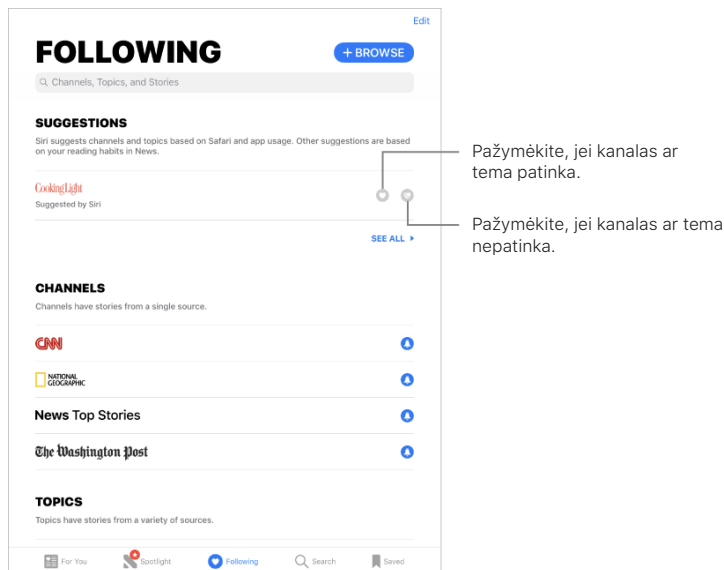 Edit
FOLLOWING
+ BROWSE
Channels, Topics, and Stories
SUGGESTIONS
Siri suggests channels and topics based on Safari and app usage. Other suggestions are based
on your reading habits in News.
Pažymėkite, jei kanalas ar
tema patinka.
CookingLight
Suggested by Siri
Pažymėkite, jei kanalas ar tema
nepatinka.
SEE ALL
CHANNELS
Channels have stories from a single source.
CNN
NATIONAL
GEOGRAPHIC
News Top Stories
The Washington Post
TOPICS
Topics have stories from a variety of sources.
For You Spotlight Following Search Saved